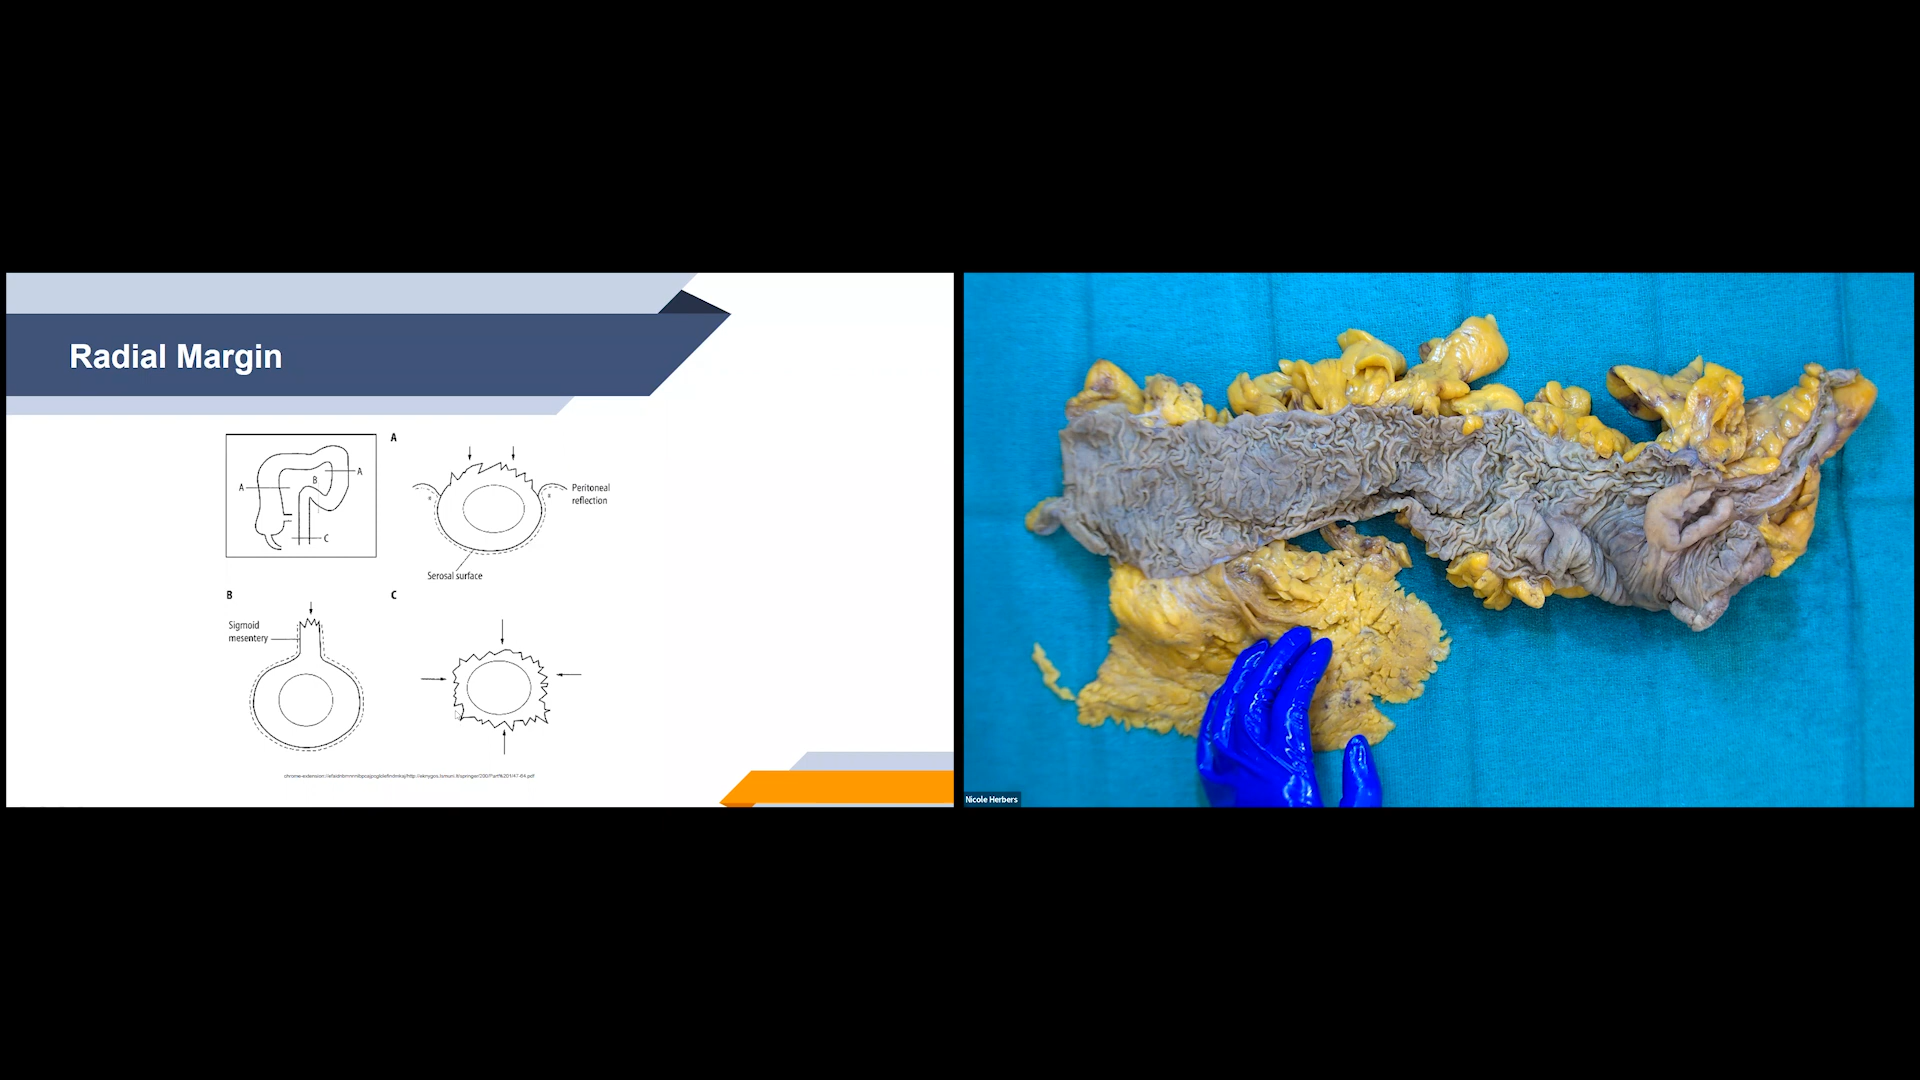 Radial Margin
A
A
A
B
C
Peritoneal
reflection
Serosal surface
B
C
Sigmoid
mesentery
Nicole Herbers